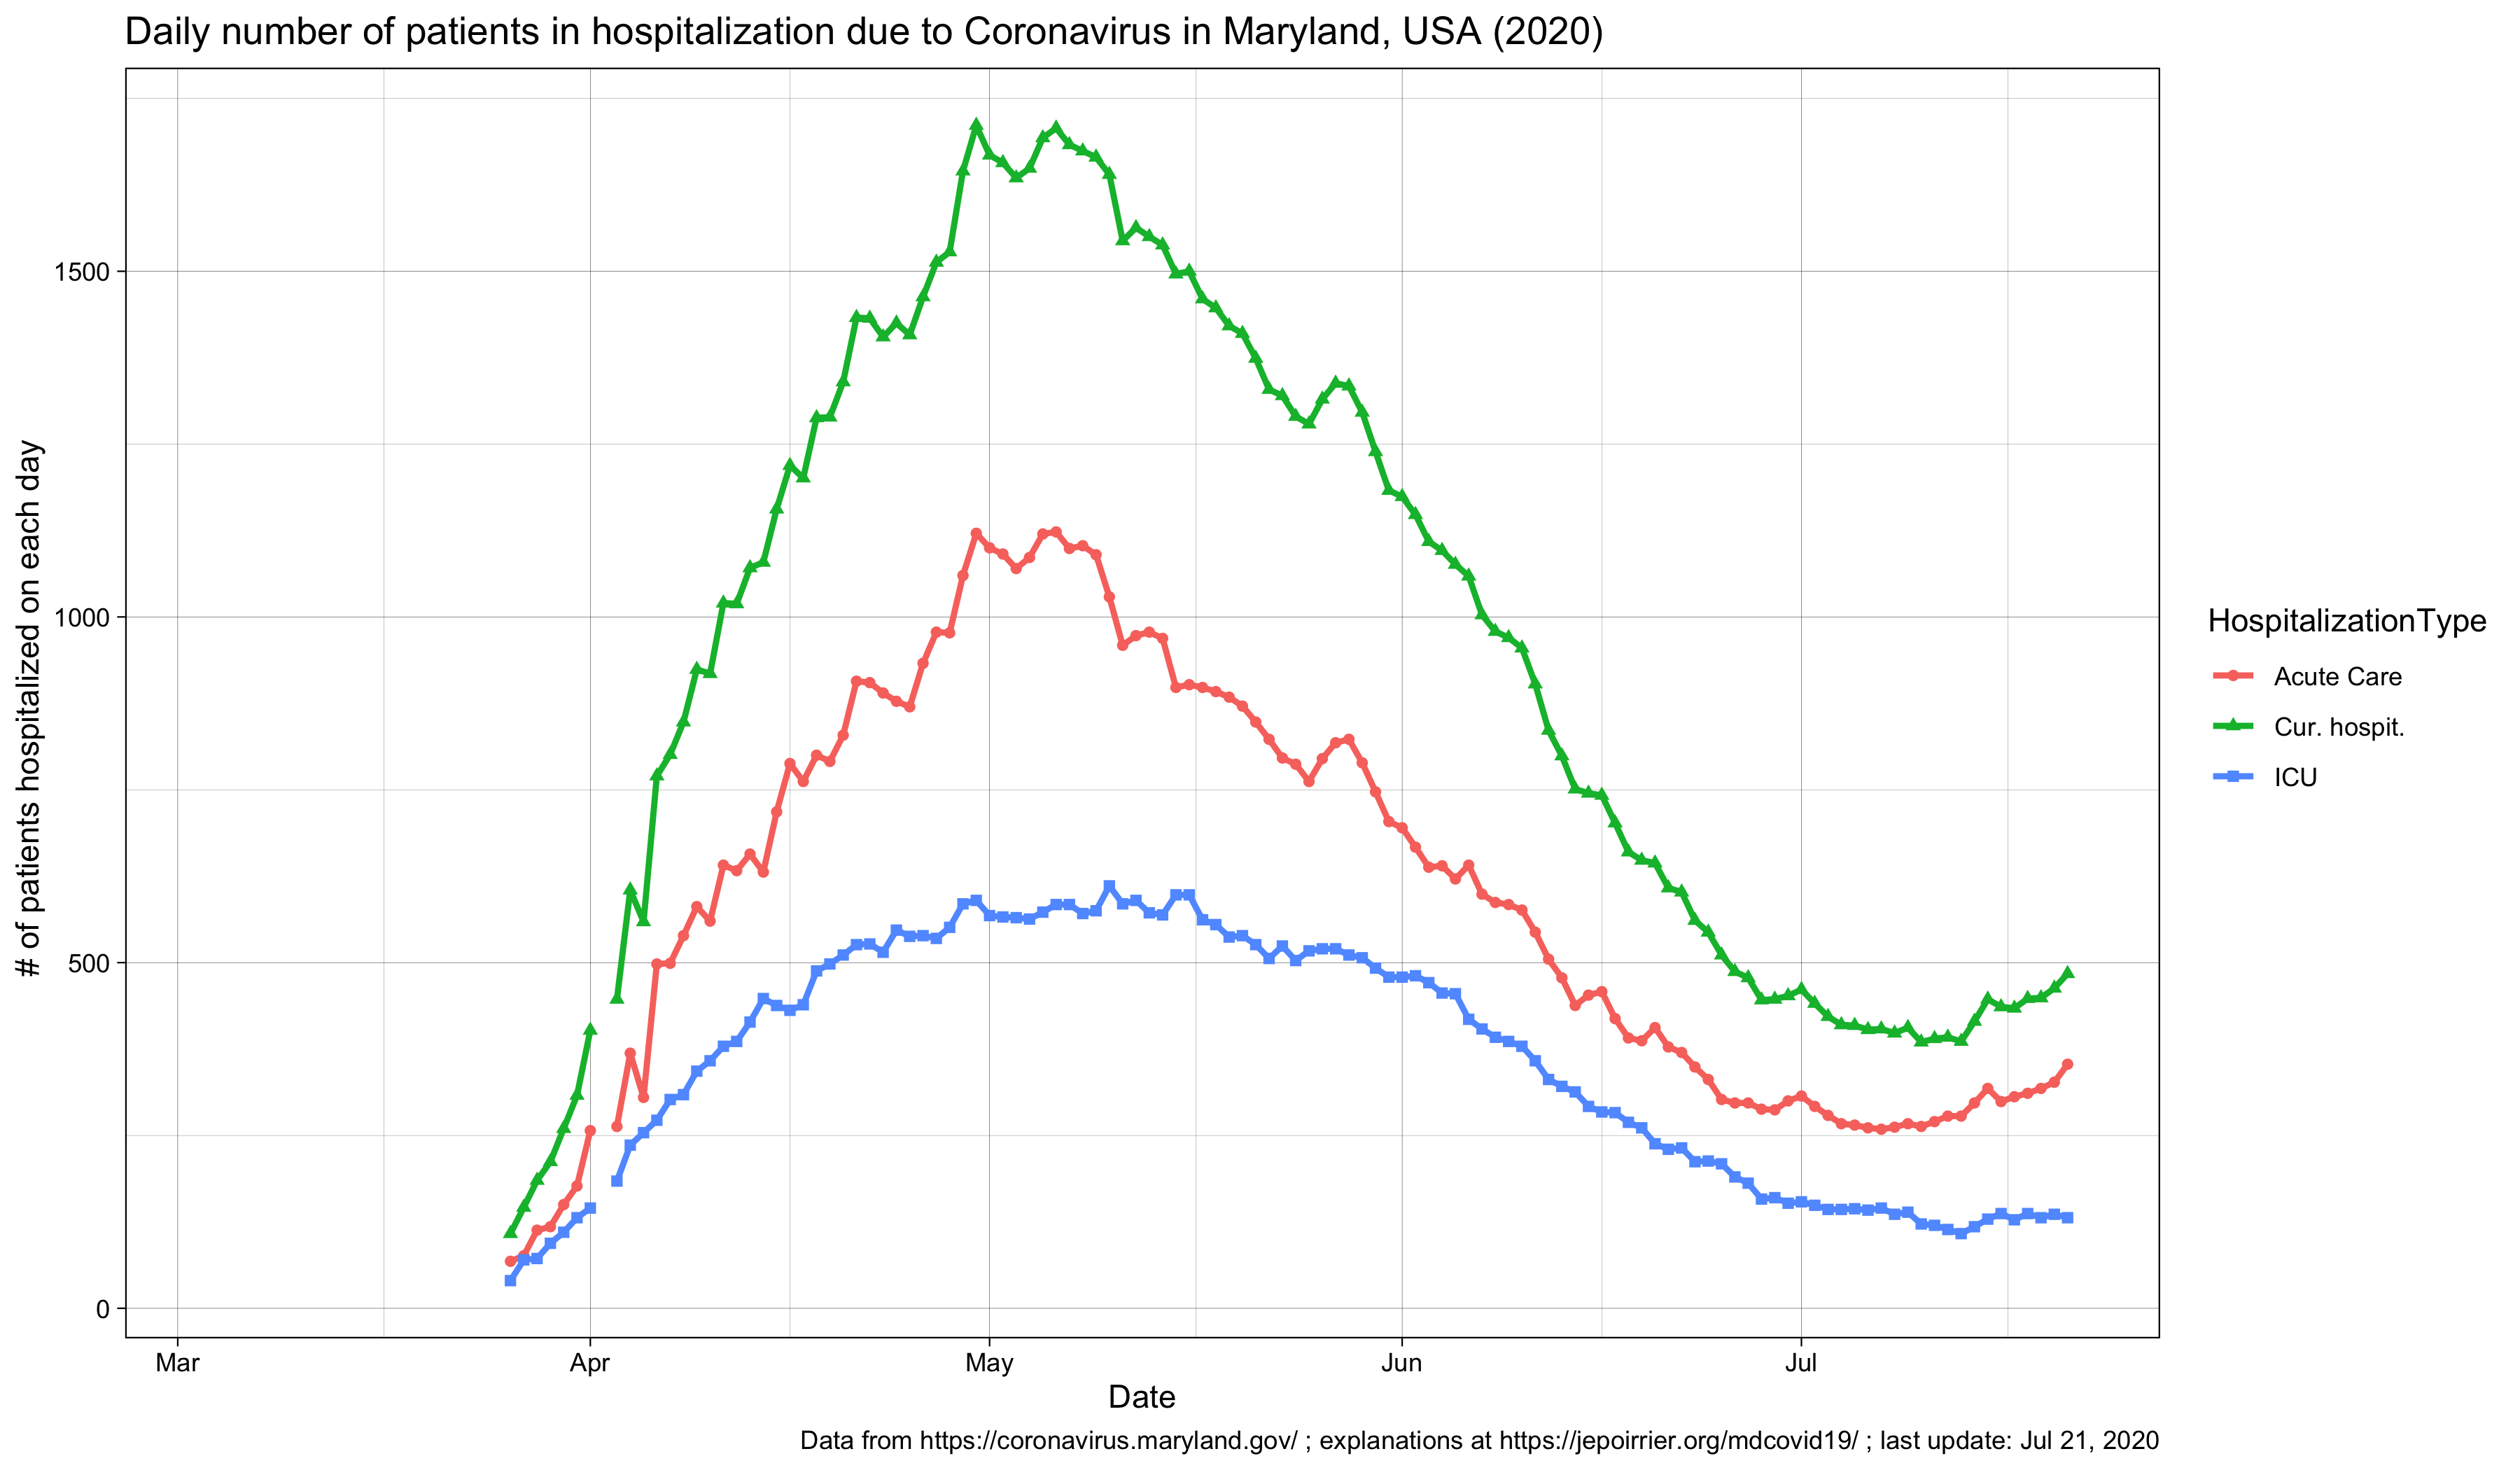 Daily number of patients in hospitalization due to Coronavirus in Maryland, USA (2020)
# of patients hospitalized on each day
1500
1000
500
0
Mar Apr May Jun Jul
Date
HospitalizationType
Acute Care
Cur. hospit.
ICU
Data from https://coronavirus.maryland.gov/ ; explanations at https://jepoirrier.org/mdcovid19/ ; last update: Jul 21, 2020